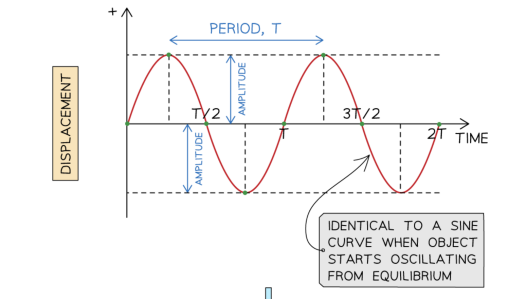 +
PERIOD, T
DISPLACEMENT
AMPLITUDE
AMPLITUDE
T/2
T
3T/2
2T
TIME
IDENTICAL TO A SINE
CURVE WHEN OBJECT
STARTS OSCILLATING
FROM EQUILIBRIUM